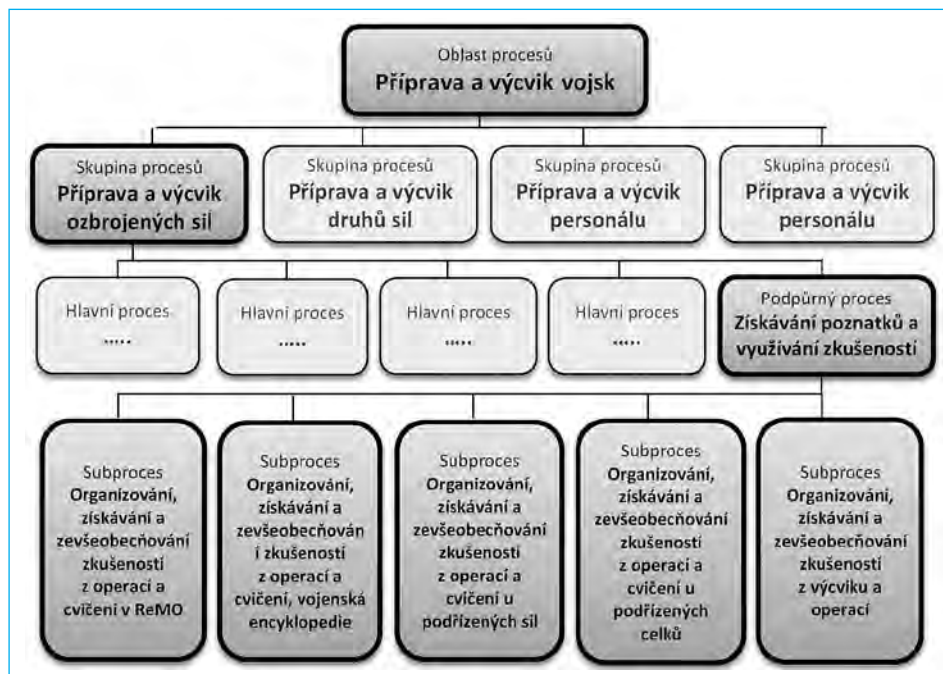 Oblast procesů
Příprava a výcvik vojsk
Skupina procesů
Příprava a výcvik
ozbrojených sil
Skupina procesů
Příprava a výcvik
druhů sil
Skupina procesů
Příprava a výcvik
personálu
Skupina procesů
Příprava a výcvik
personálu
Hlavní proces
.....
Hlavní proces
.....
Hlavní proces
.....
Hlavní proces
.....
Podpůrný proces
Získávání poznatků a
využívání zkušeností
Subproces
Organizování,
získávání a
zevšeobecňování
zkušeností
z operací a
cvičení v ReMO
Subproces
Organizování,
získávání a
zevšeobecňován
í zkušeností
z operací a
cvičení, vojenská
encyklopedie
Subproces
Organizování,
získávání a
zevšeobecňování
zkušeností
z operací a
cvičení u
podřízených sil
Subproces
Organizování,
získávání a
zevšeobecňování
zkušeností
z operací a
cvičení u
podřízených
celků
Subproces
Organizování,
získávání a
zevšeobecňování
zkušeností
z výcviku a
operací